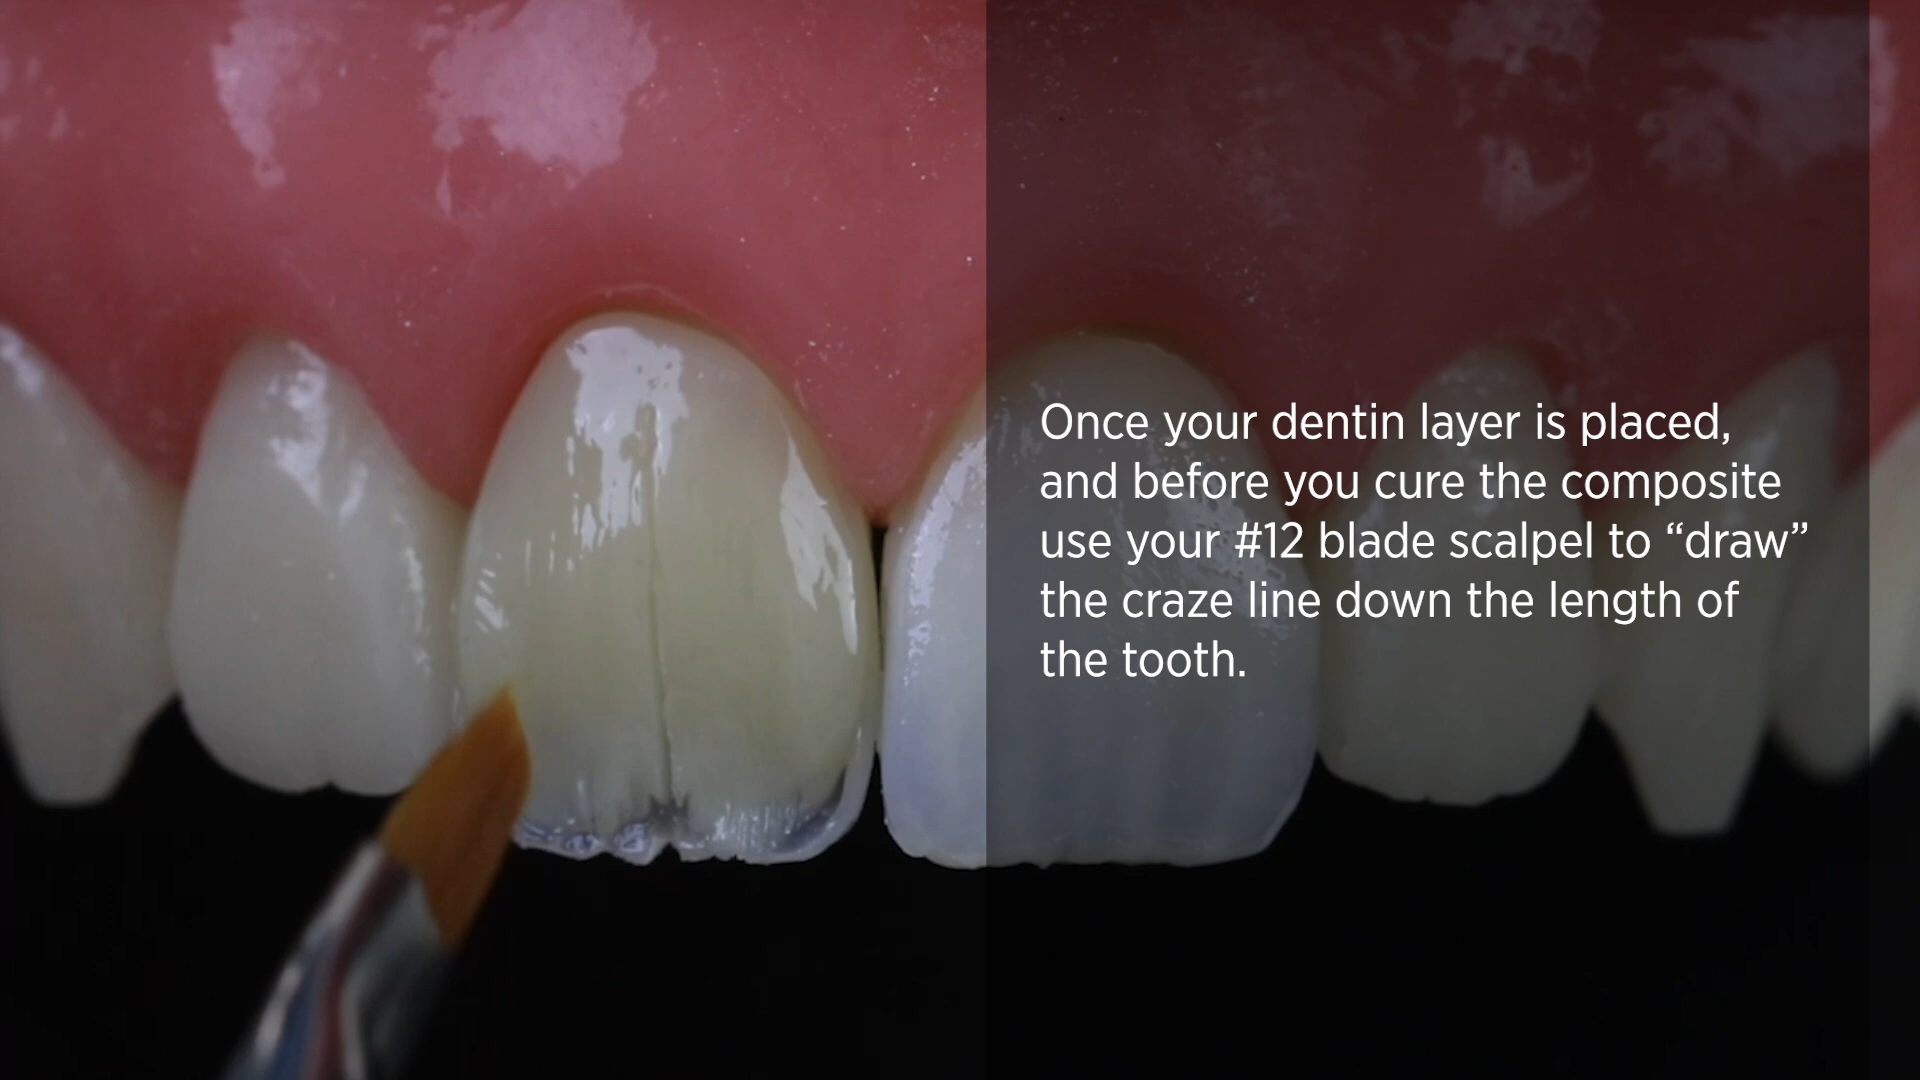 Once your dentin layer is placed,
and before you cure the composite
use your #12 blade scalpel to “draw”
the craze line down the length of
the tooth.